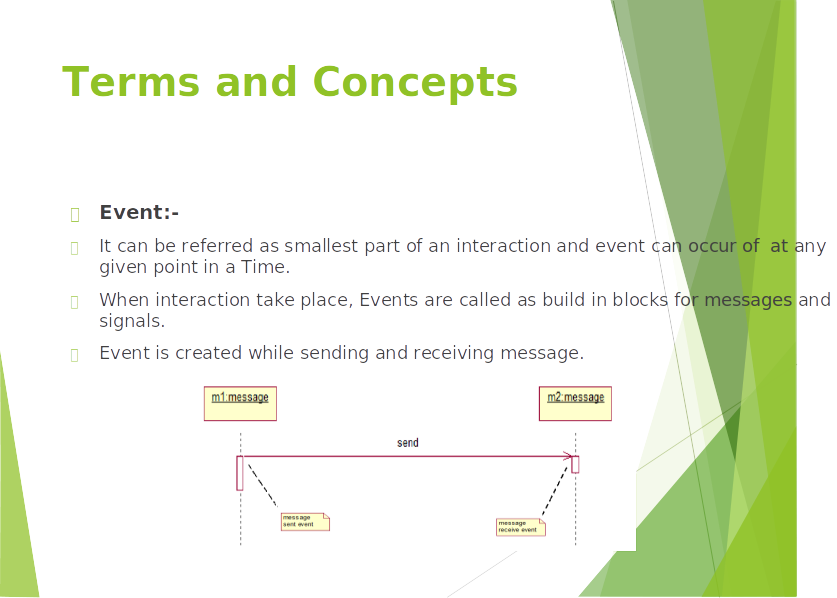 Terms and Concepts
Event:-
It can be referred as smallest part of an interaction and event can occur of at any
given point in a Time.
When interaction take place, Events are called as build in blocks for messages and
signals.
Event is created while sending and receiving message.
m1:message
m2:message
send
message
sent event
message
receive event